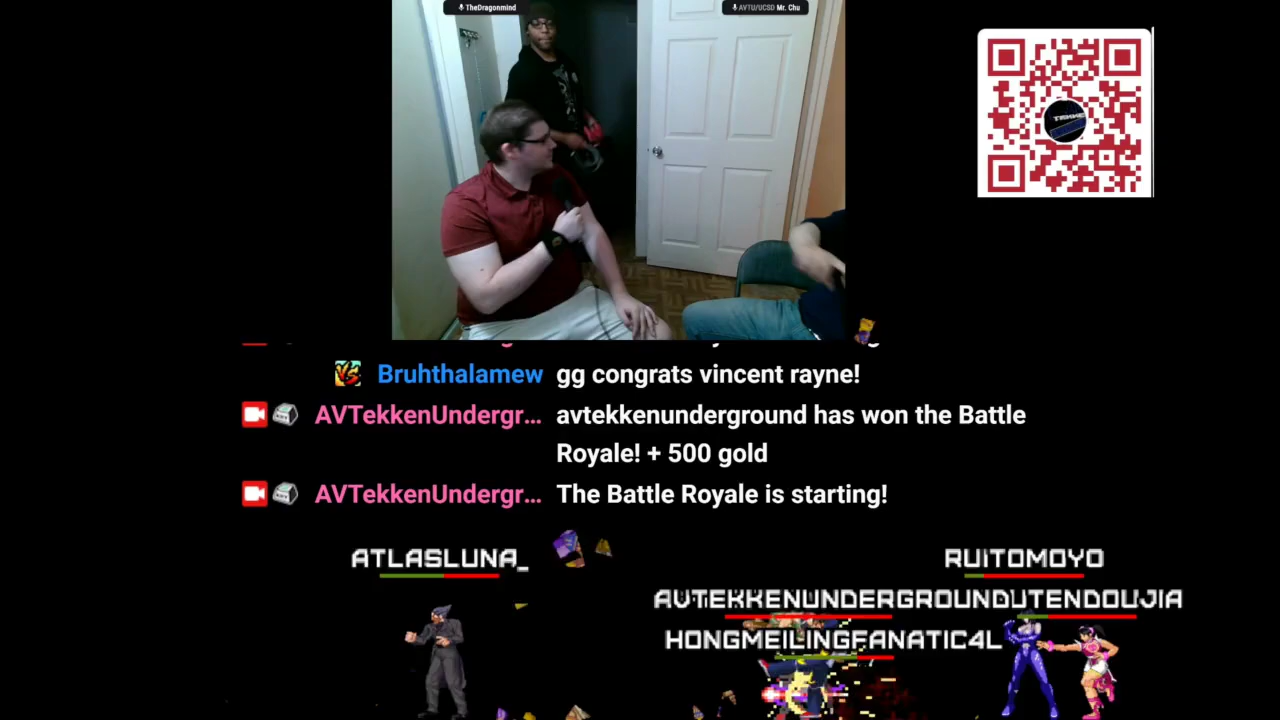 TheDragonmind
AVTU/UCSD Mr. Chu
Bruhthalamew gg congrats vincent rayne!
AVTekkenUndergr... avtekkenunderground has won the Battle
Royale! + 500 gold
AVTekkenUndergr... The Battle Royale is starting!
ATLASLUNA_
RUITOMOYO
AVTEKKENUNDERGROUNDUTENDOUJIA
HONGMEILINGFANATIC4L